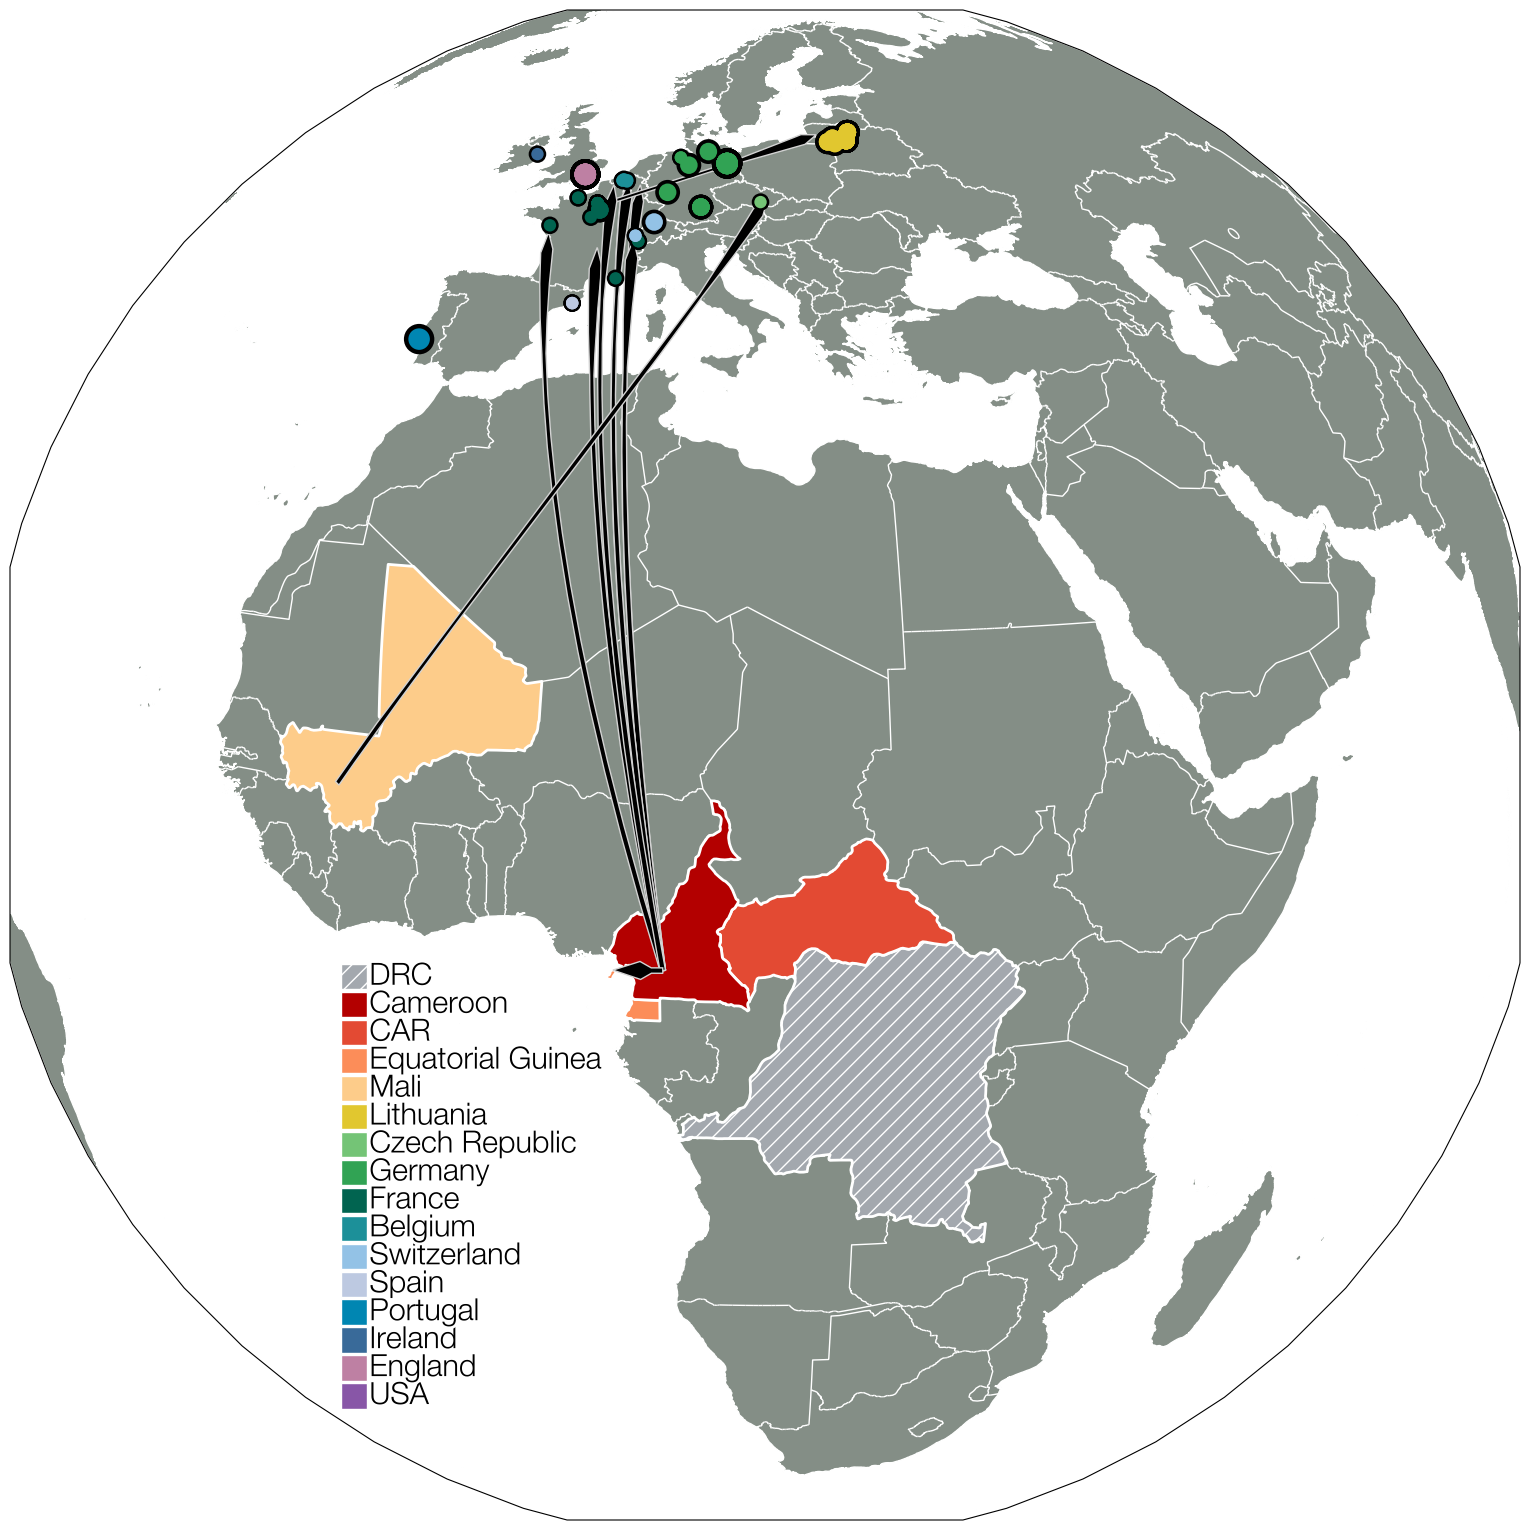 DRC
Cameroon
CAR
Equatorial Guinea
Mali
Lithuania
Czech Republic
Germany
France
Belgium
Switzerland
Spain
Portugal
Ireland
England
USA